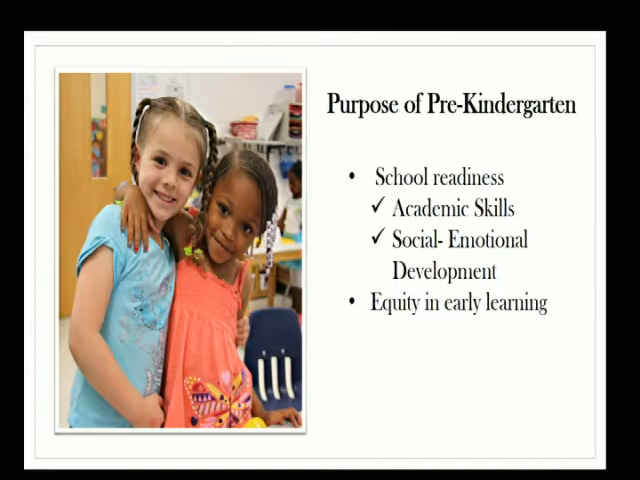 Purpose of Pre-Kindergarten
• School readiness
✓ Academic Skills
✓ Social- Emotional
Development
• Equity in early learning